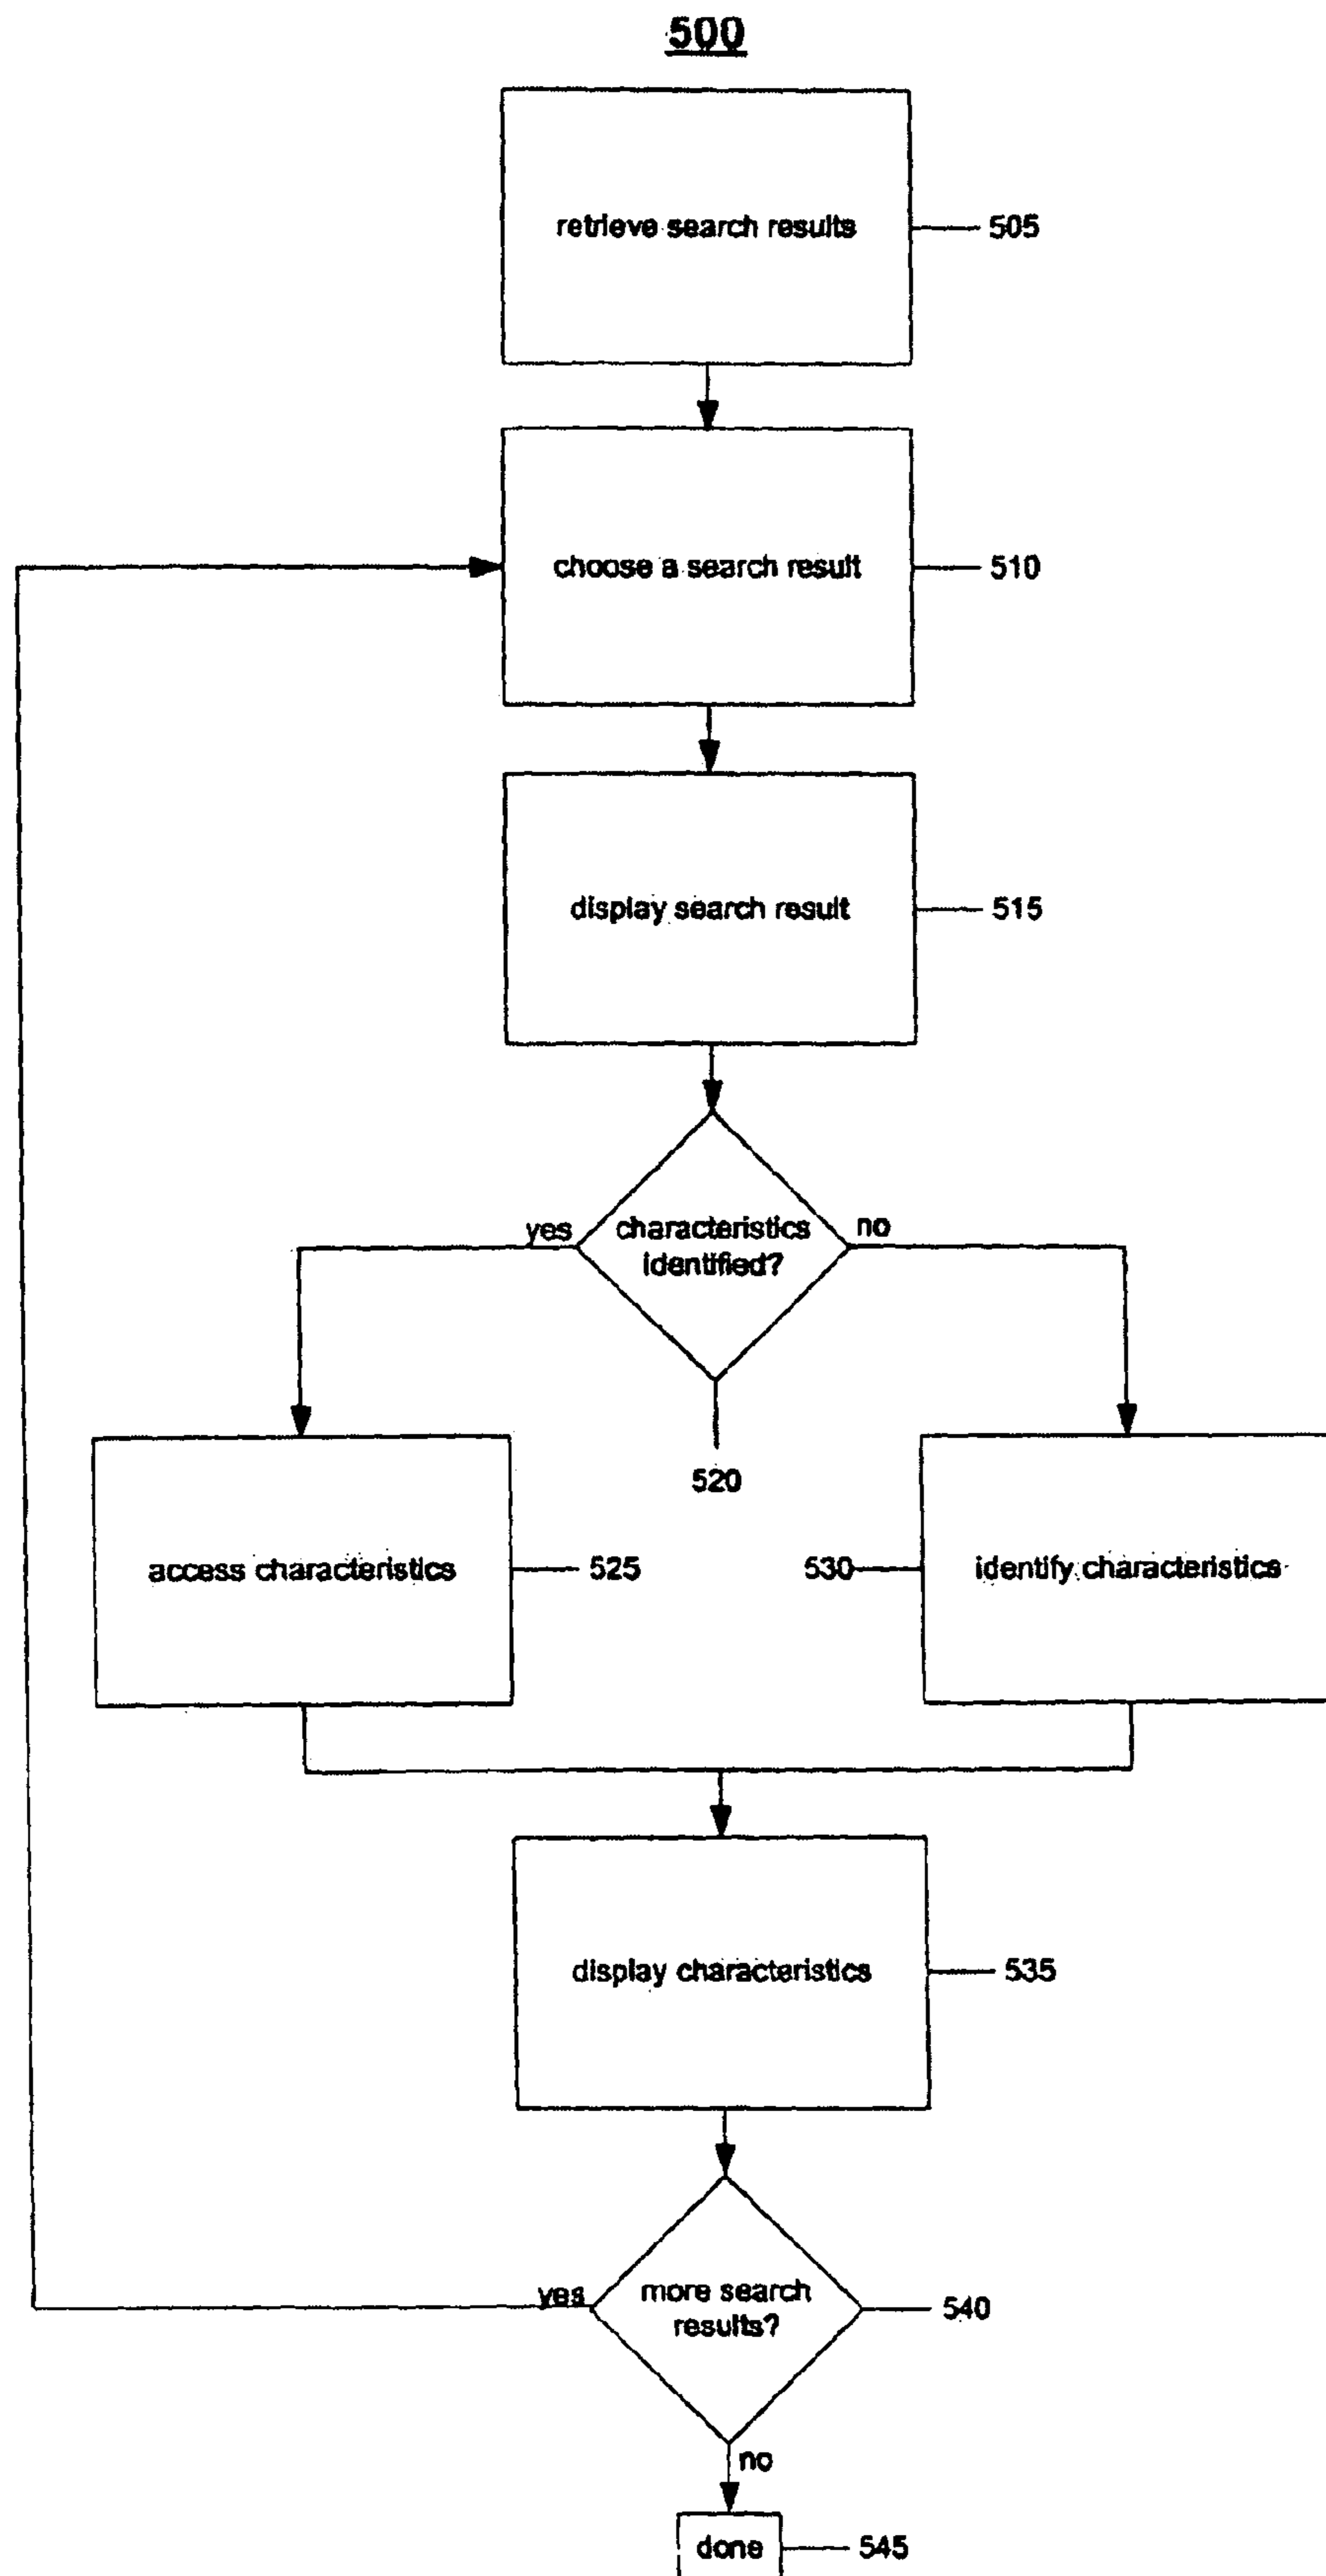 500
retrieve search results
505
choose a search result
510
display search result
515
yes
characteristics
identified?
no
520
access characteristics
525
530
identify characteristics
display characteristics
535
yes
more search
results?
540
no
done
545